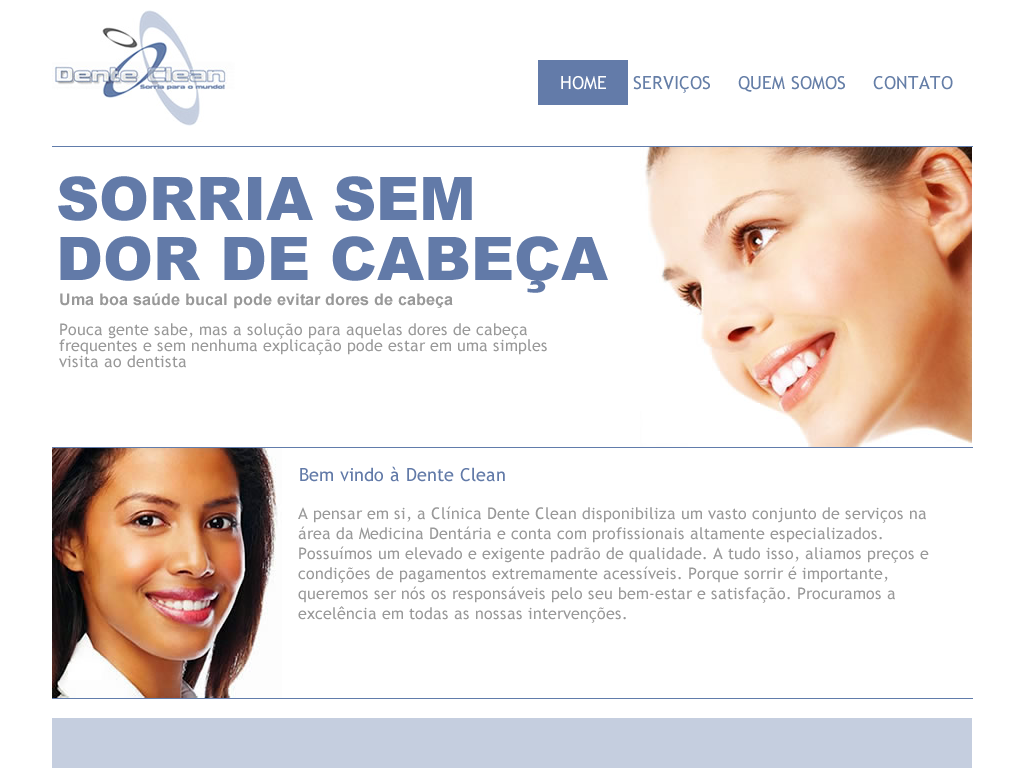 Dente Clean
Sorria para o mundo!
HOME SERVIÇOS QUEM SOMOS CONTATO
SORRIA SEM
DOR DE CABEÇA
Uma boa saúde bucal pode evitar dores de cabeça
Pouca gente sabe, mas a solução para aquelas dores de cabeça
frequentes e sem nenhuma explicação pode estar em uma simples
visita ao dentista
Bem vindo à Dente Clean
A pensar em si, a Clínica Dente Clean disponibiliza um vasto conjunto de serviços na
área da Medicina Dentária e conta com profissionais altamente especializados.
Possuímos um elevado e exigente padrão de qualidade. A tudo isso, aliamos preços e
condições de pagamentos extremamente acessíveis. Porque sorrir é importante,
queremos ser nós os responsáveis pelo seu bem-estar e satisfação. Procuramos a
excelência em todas as nossas intervenções.